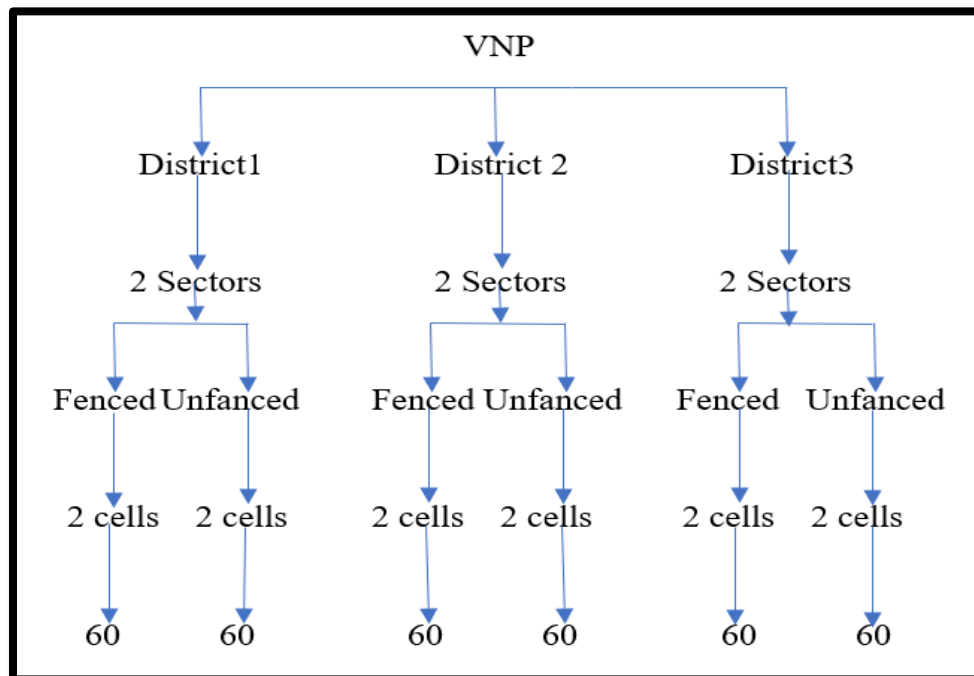 VNP
District1 District 2 District3
2 Sectors 2 Sectors 2 Sectors
Fenced Unfanced Fenced Unfanced Fenced Unfanced
2 cells 2 cells 2 cells 2 cells 2 cells 2 cells
60 60 60 60 60 60